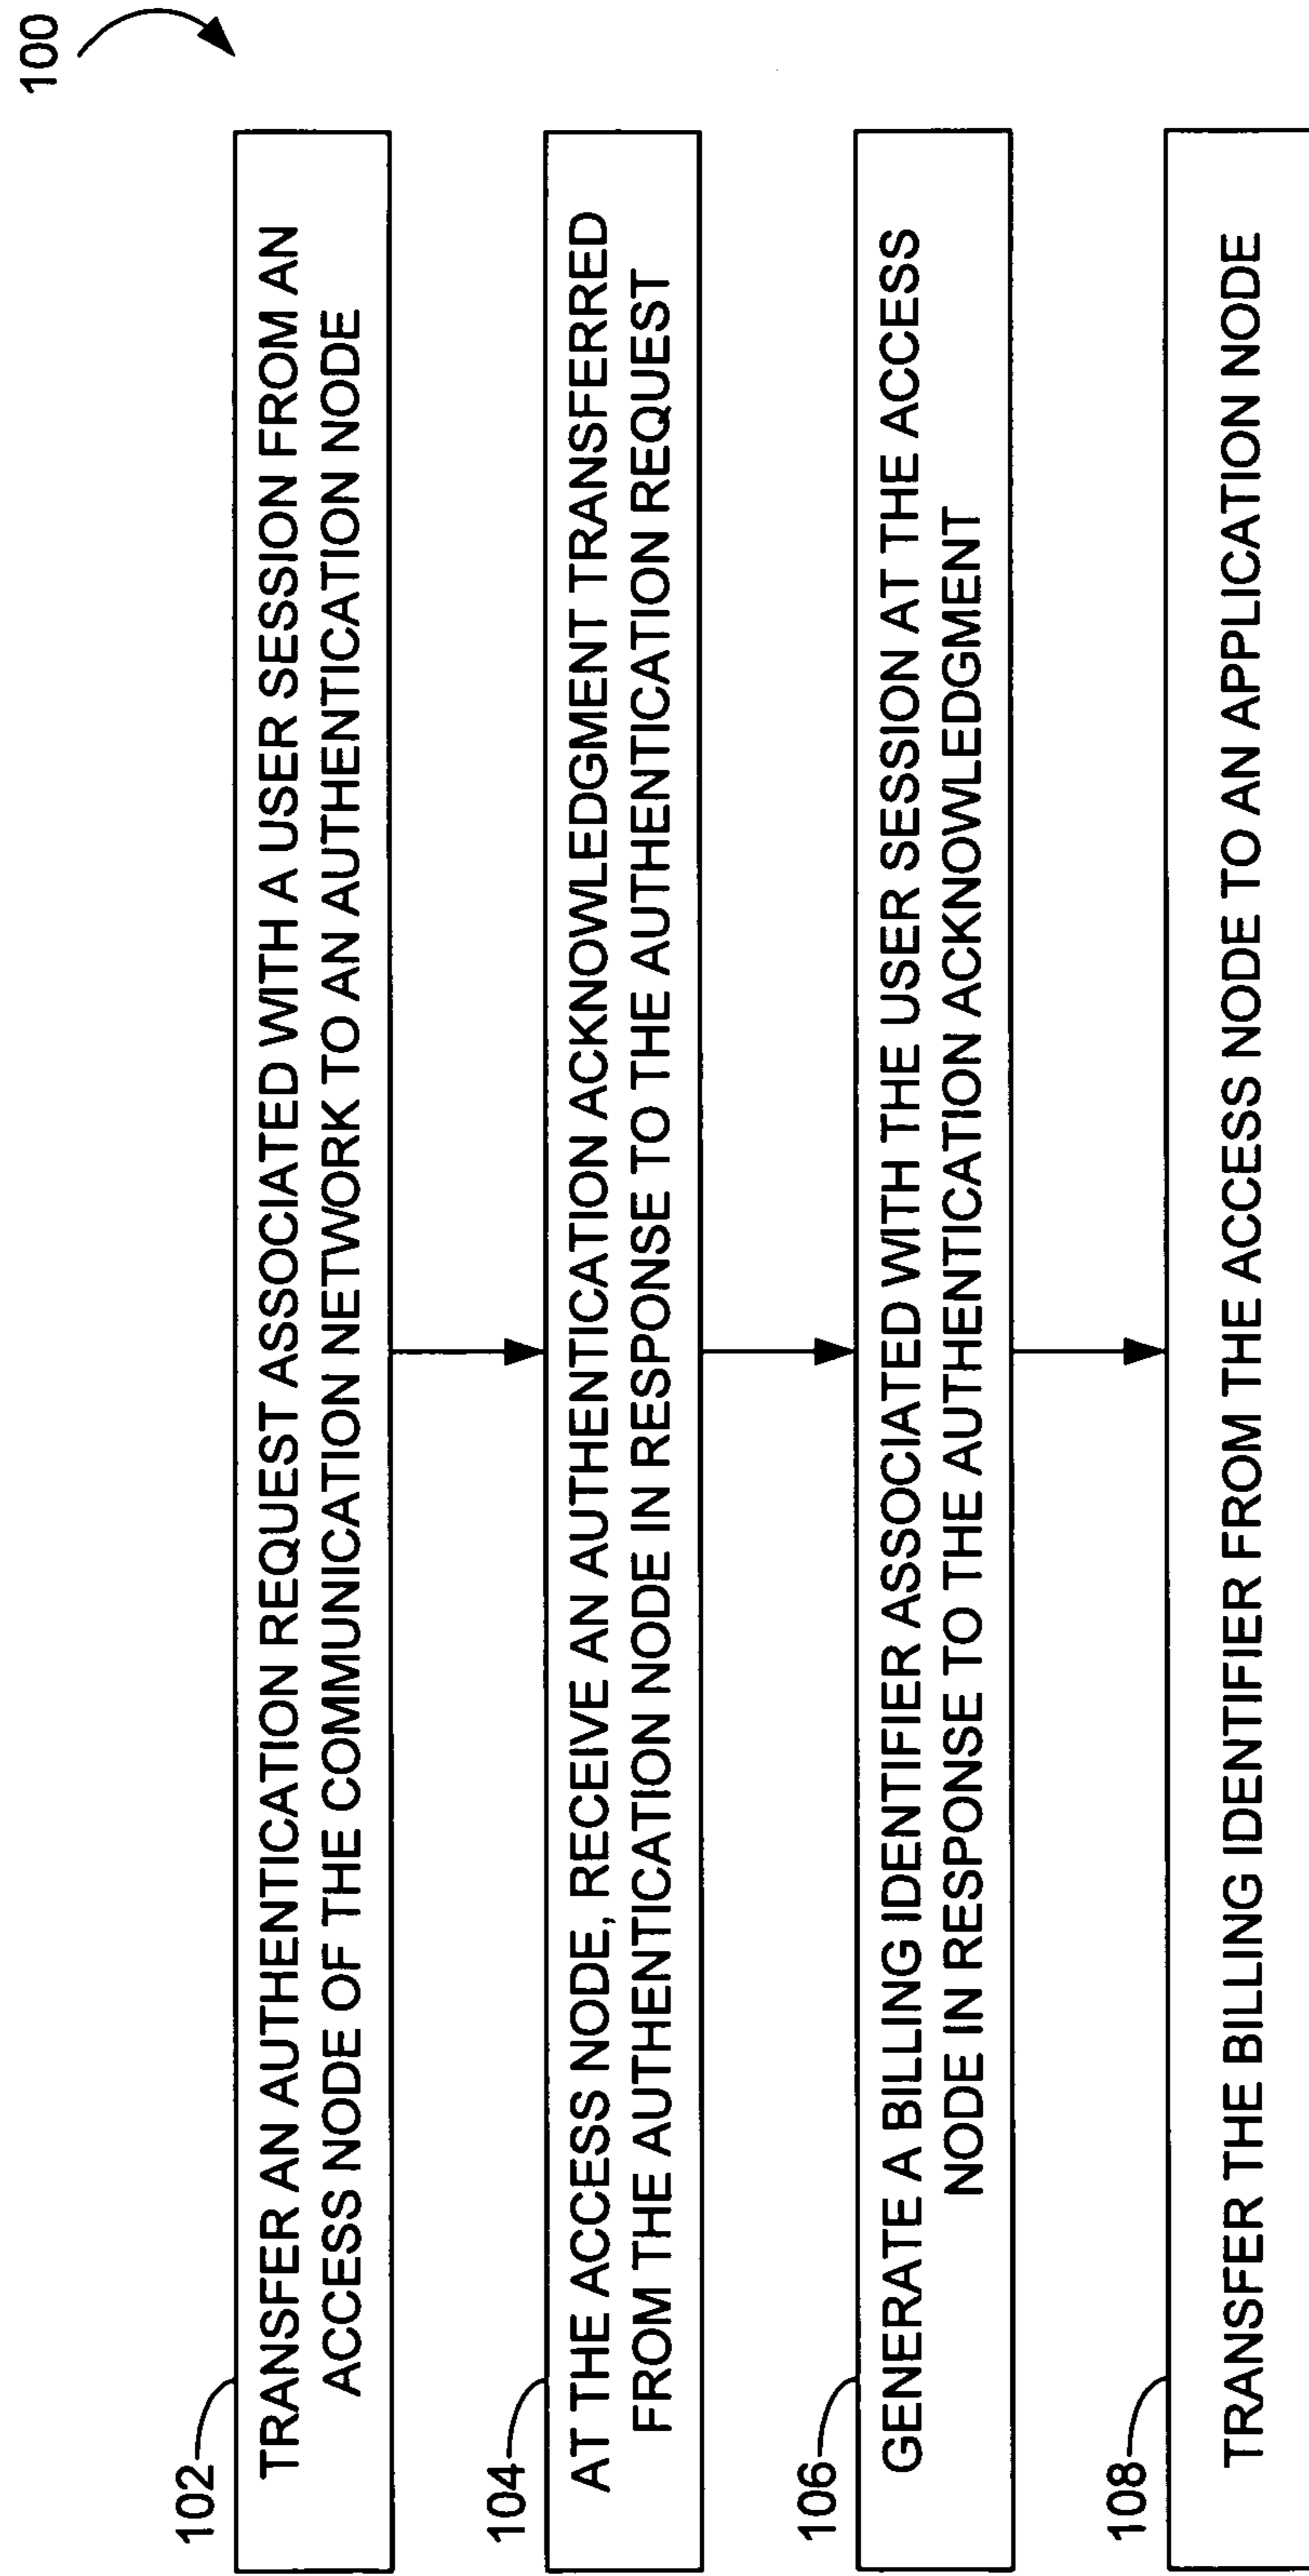 100
102
TRANSFER AN AUTHENTICATION REQUEST ASSOCIATED WITH A USER SESSION FROM AN
ACCESS NODE OF THE COMMUNICATION NETWORK TO AN AUTHENTICATION NODE
104
AT THE ACCESS NODE, RECEIVE AN AUTHENTICATION ACKNOWLEDGMENT TRANSFERRED
FROM THE AUTHENTICATION NODE IN RESPONSE TO THE AUTHENTICATION REQUEST
106
GENERATE A BILLING IDENTIFIER ASSOCIATED WITH THE USER SESSION AT THE ACCESS
NODE IN RESPONSE TO THE AUTHENTICATION ACKNOWLEDGMENT
108
TRANSFER THE BILLING IDENTIFIER FROM THE ACCESS NODE TO AN APPLICATION NODE